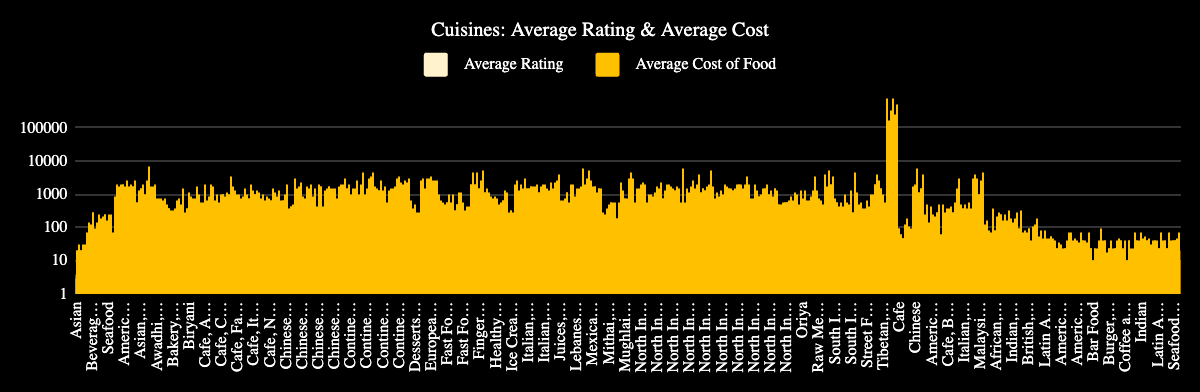 Cuisines: Average Rating & Average Cost
Average Rating
Average Cost of Food
100000
10000
1000
100
10
1
Asian
Beverag...
Seafood
Americ...
Asian,...
Awadhi,...
Bakery,...
Biryani
Cafe, A...
Cafe, C...
Cafe, Fa...
Cafe, It...
Cafe, N...
Chinese...
Chinese...
Chinese...
Chinese...
Contine...
Contine...
Contine...
Contine...
Desserts...
Europea...
Fast Fo...
Fast Fo...
Finger...
Healthy...
Ice Crea...
Italian,...
Italian,...
Juices,...
Lebanes...
Mexica...
Mithai,...
Mughlai...
North In...
North In...
North In...
North In...
North In...
North In...
North In...
North In...
North In...
North In...
Oriya
Raw Me...
South I...
South I...
Street F...
Tibetan,...
Cafe
Chinese
Americ...
Cafe, B...
Italian,...
Malaysi...
African,...
Indian,...
British,...
Latin A...
Americ...
Americ...
Bar Food
Burger,...
Coffee a...
Indian
Latin A...
Seafood...